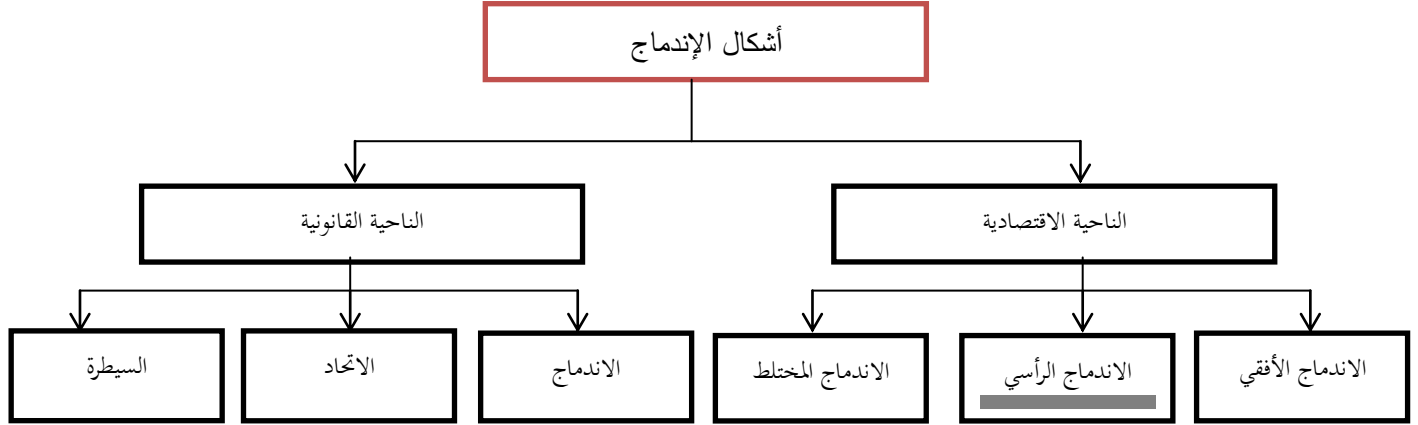 أشكال الإندماج
الناحية الاقتصادية
الناحية القانونية
الاندماج الأفقي
الاندماج الرأسي
الاندماج المختلط
الاندماج
الاتحاد
السيطرة